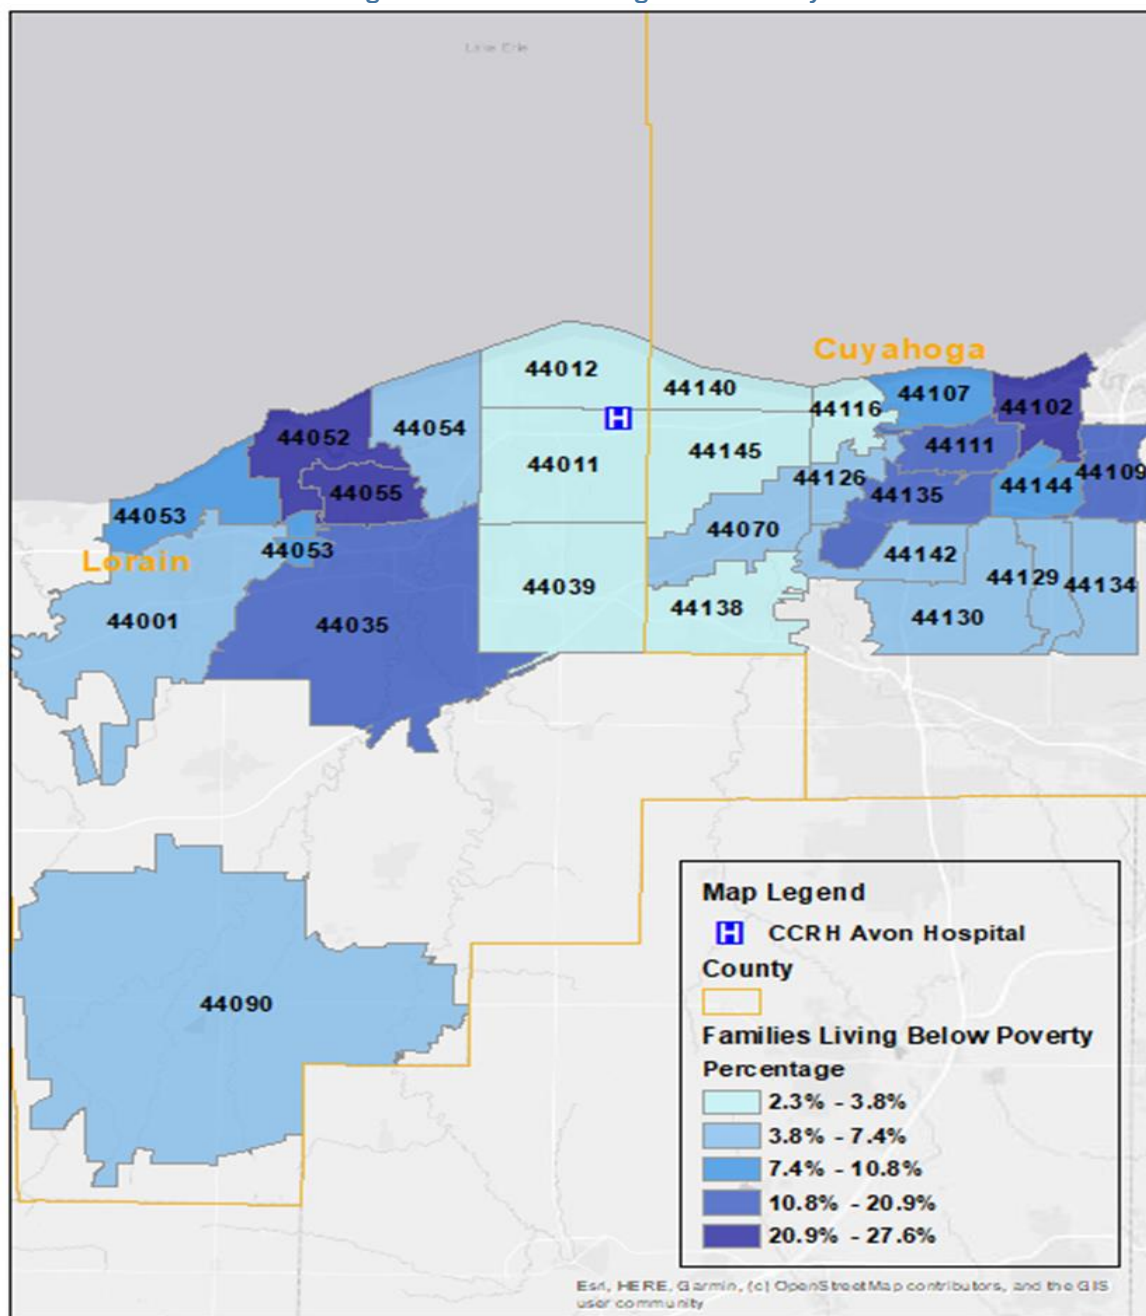 Lake Erie
Cuyahoga
44012
44140
44116
44107
44102
44052
44054
44011
44145
44111
44109
44055
44126
44135
44144
44053
44070
44053
44142
Lorain
44039
44138
44129
44134
44001
44035
44130
44090
Map Legend
H CCRH Avon Hospital
County
Families Living Below Poverty
Percentage
2.3% - 3.8%
3.8% - 7.4%
7.4% - 10.8%
10.8% - 20.9%
20.9% - 27.6%
Esri, HERE, Garmin, (c) OpenStreetMap contributors, and the GIS
user community